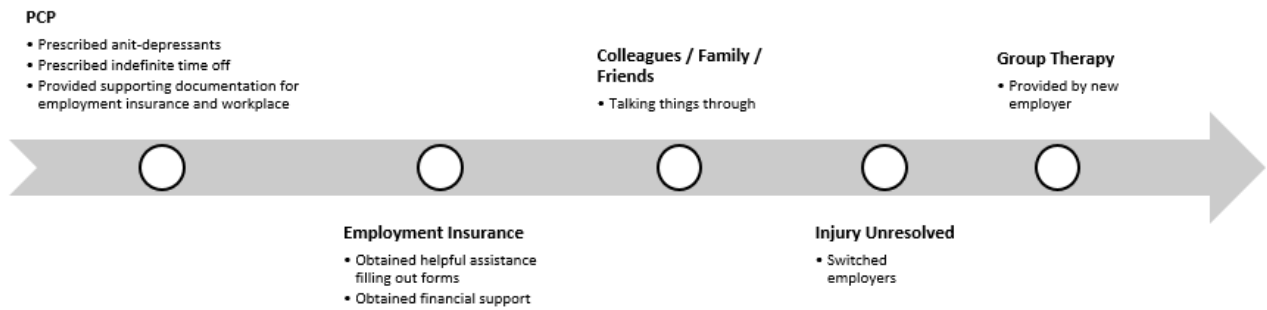 PCP
• Prescribed anit-depressants
• Prescribed indefinite time off
• Provided supporting documentation for
employment insurance and workplace
Employment Insurance
• Obtained helpful assistance
filling out forms
• Obtained financial support
Colleagues / Family /
Friends
• Talking things through
Injury Unresolved
• Switched
employers
Group Therapy
• Provided by new
employer